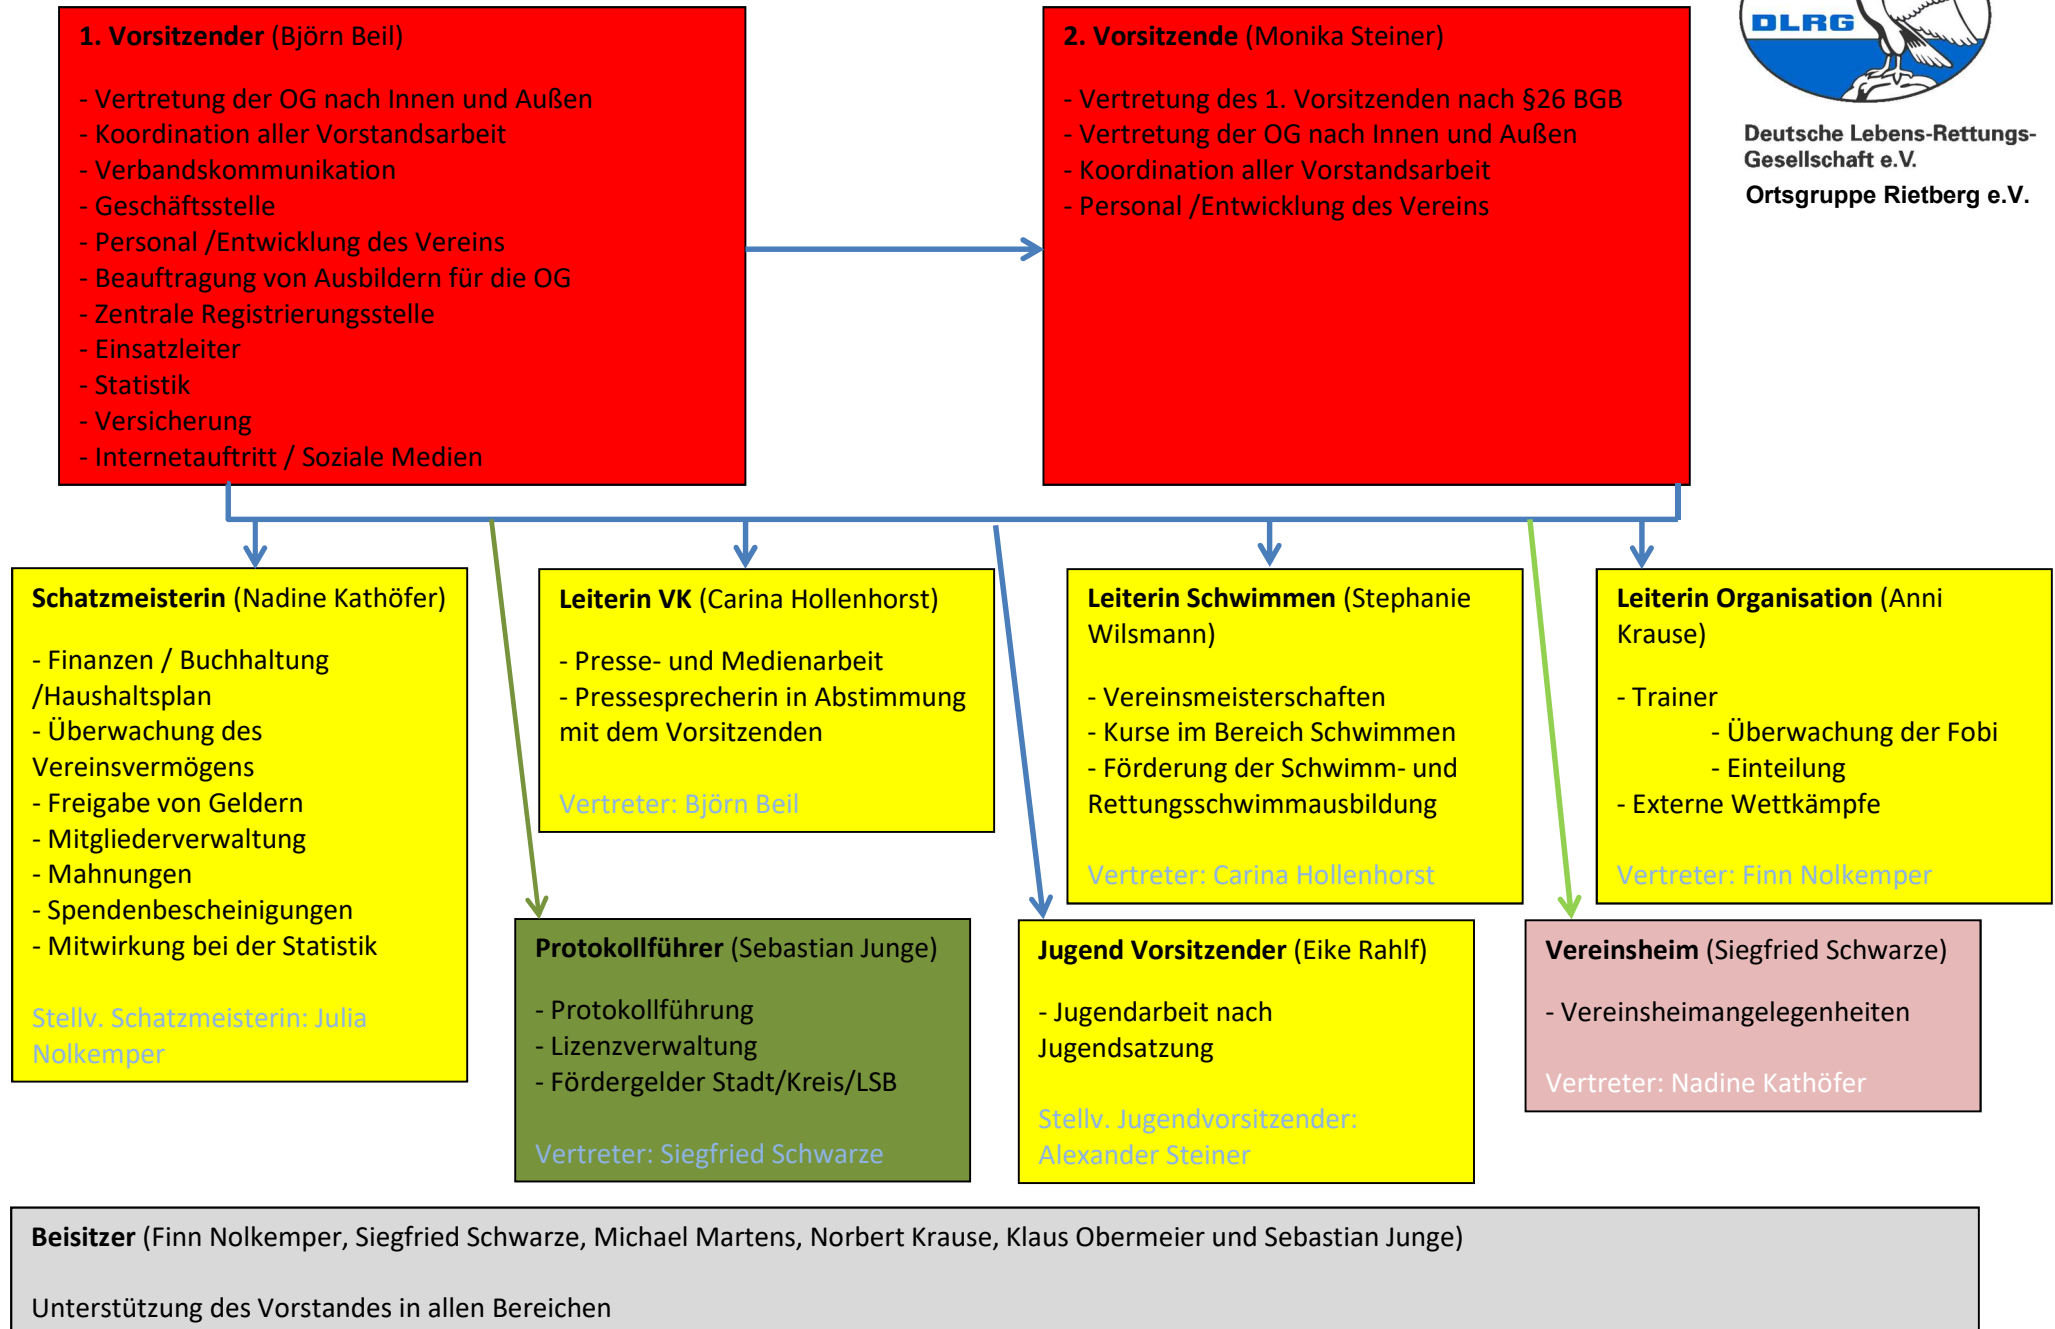 1. Vorsitzender (Björn Beil)
- Vertretung der OG nach Innen und Außen
- Koordination aller Vorstandsarbeit
- Verbandskommunikation
- Geschäftsstelle
- Personal /Entwicklung des Vereins
- Beauftragung von Ausbildern für die OG
- Zentrale Registrierungsstelle
- Einsatzleiter
- Statistik
- Versicherung
- Internetauftritt / Soziale Medien
2. Vorsitzende (Monika Steiner)
- Vertretung des 1. Vorsitzenden nach §26 BGB
- Vertretung der OG nach Innen und Außen
- Koordination aller Vorstandsarbeit
- Personal /Entwicklung des Vereins
DLRG
Deutsche Lebens-Rettungs-
Gesellschaft e.V.
Ortsgruppe Rietberg e.V.
Schatzmeisterin (Nadine Kathöfer)
- Finanzen / Buchhaltung
/Haushaltsplan
- Überwachung des
Vereinsvermögens
- Freigabe von Geldern
- Mitgliederverwaltung
- Mahnungen
- Spendenbescheinigungen
- Mitwirkung bei der Statistik
Stellv. Schatzmeisterin: Julia
Nolkemper
Leiterin VK (Carina Hollenhorst)
- Presse- und Medienarbeit
- Pressesprecherin in Abstimmung
mit dem Vorsitzenden
Vertreter: Björn Beil
Leiterin Schwimmen (Stephanie
Wilsmann)
- Vereinsmeisterschaften
- Kurse im Bereich Schwimmen
- Förderung der Schwimm- und
Rettungsschwimmausbildung
Vertreter: Carina Hollenhorst
Leiterin Organisation (Anni
Krause)
- Trainer
- Überwachung der Fobi
- Einteilung
- Externe Wettkämpfe
Vertreter: Finn Nolkemper
Protokollführer (Sebastian Junge)
- Protokollführung
- Lizenzverwaltung
- Fördergelder Stadt/Kreis/LSB
Vertreter: Siegfried Schwarze
Jugend Vorsitzender (Eike Rahlf)
- Jugendarbeit nach
Jugendsatzung
Stellv. Jugendvorsitzender:
Alexander Steiner
Vereinsheim (Siegfried Schwarze)
- Vereinsheimangelegenheiten
Vertreter: Nadine Kathöfer
Beisitzer (Finn Nolkemper, Siegfried Schwarze, Michael Martens, Norbert Krause, Klaus Obermeier und Sebastian Junge)
Unterstützung des Vorstandes in allen Bereichen